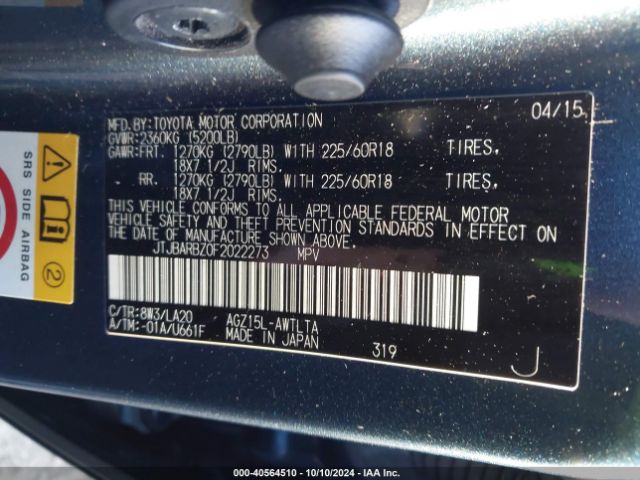 MFD.BY:TOYOTA MOTOR CORPORATION 04/15
GVWR:2360KG (5200LB)
GAWR:FRT. 1270KG (2790LB) WITH 225/60R18 TIRES,
18X7 1/2J RIMS.
RR. 1270KG (2790LB) WITH 225/60R18 TIRES,
18X7 1/2J RIMS.
THIS VEHICLE CONFORMS TO ALL APPLICABLE FEDERAL MOTOR
VEHICLE SAFETY AND THEFT PREVENTION STANDARDS IN EFFECT ON
THE DATE OF MANUFACTURE SHOWN ABOVE.
JTJBARBZ0F2022273 MPV
C/TR:8W3/LA20 AGZ15L-AWTLTA
A/TM:-01A/U661F MADE IN JAPAN 319 J
SRS SIDE AIRBAG
2
000-40564510 - 10/10/2024 - IAA Inc.